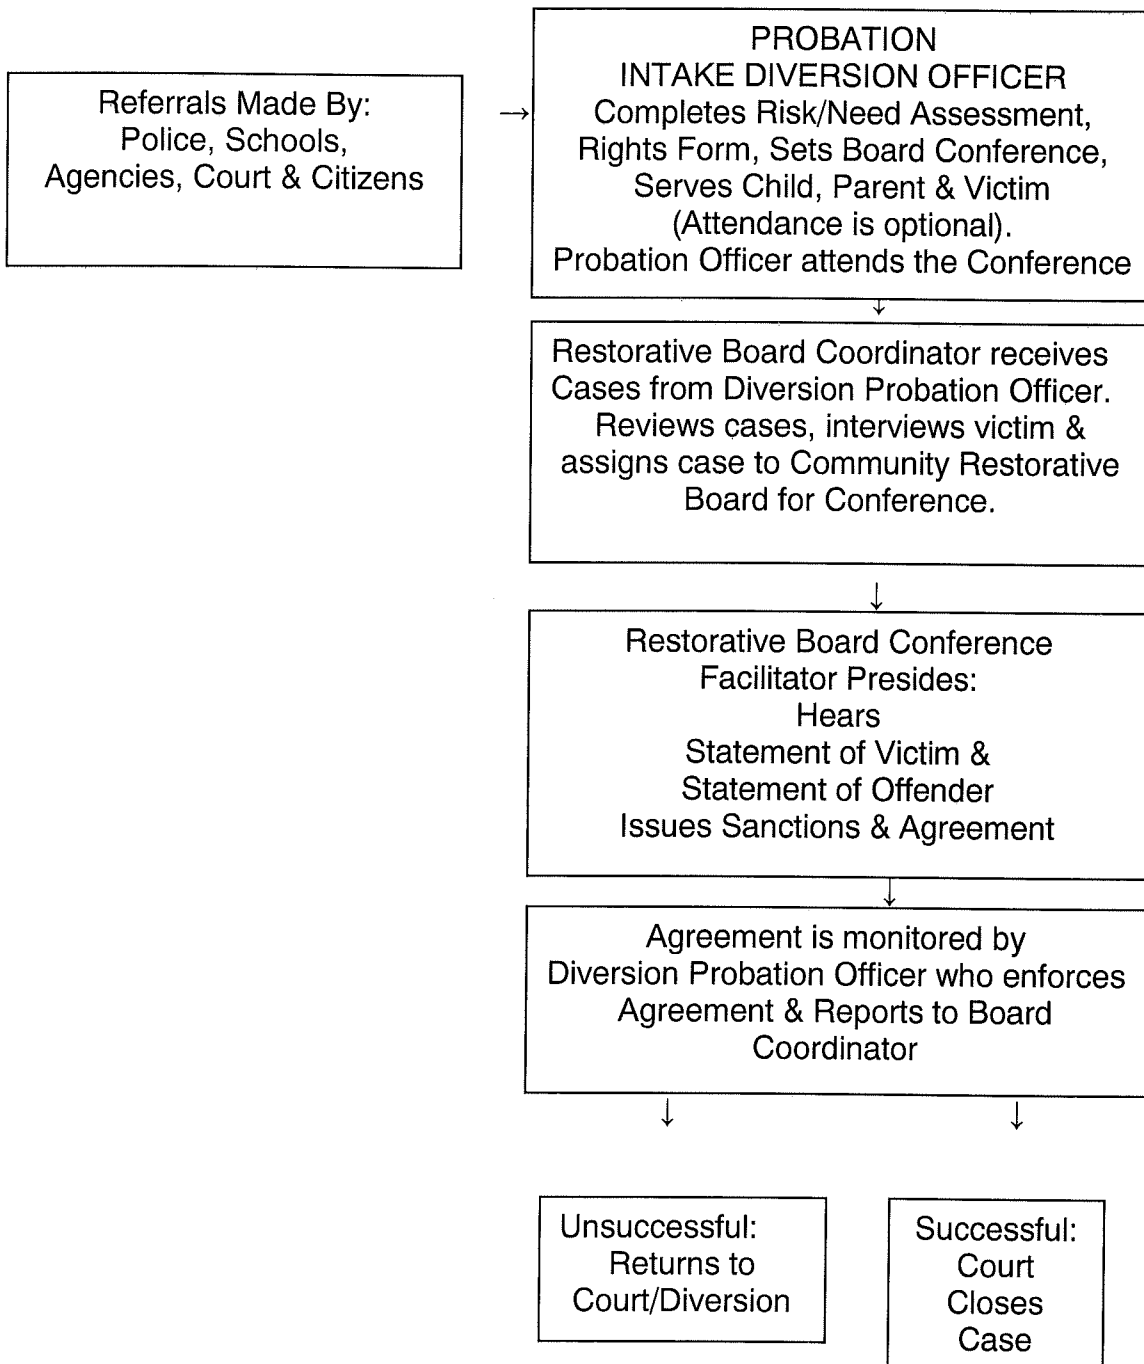 Referrals Made By:
Police, Schools,
Agencies, Court & Citizens
→
PROBATION
INTAKE DIVERSION OFFICER
Completes Risk/Need Assessment,
Rights Form, Sets Board Conference,
Serves Child, Parent & Victim
(Attendance is optional).
Probation Officer attends the Conference
↓
Restorative Board Coordinator receives
Cases from Diversion Probation Officer.
Reviews cases, interviews victim &
assigns case to Community Restorative
Board for Conference.
↓
Restorative Board Conference
Facilitator Presides:
Hears
Statement of Victim &
Statement of Offender
Issues Sanctions & Agreement
↓
Agreement is monitored by
Diversion Probation Officer who enforces
Agreement & Reports to Board
Coordinator
↓ ↓
Unsuccessful:
Returns to
Court/Diversion
Successful:
Court
Closes
Case